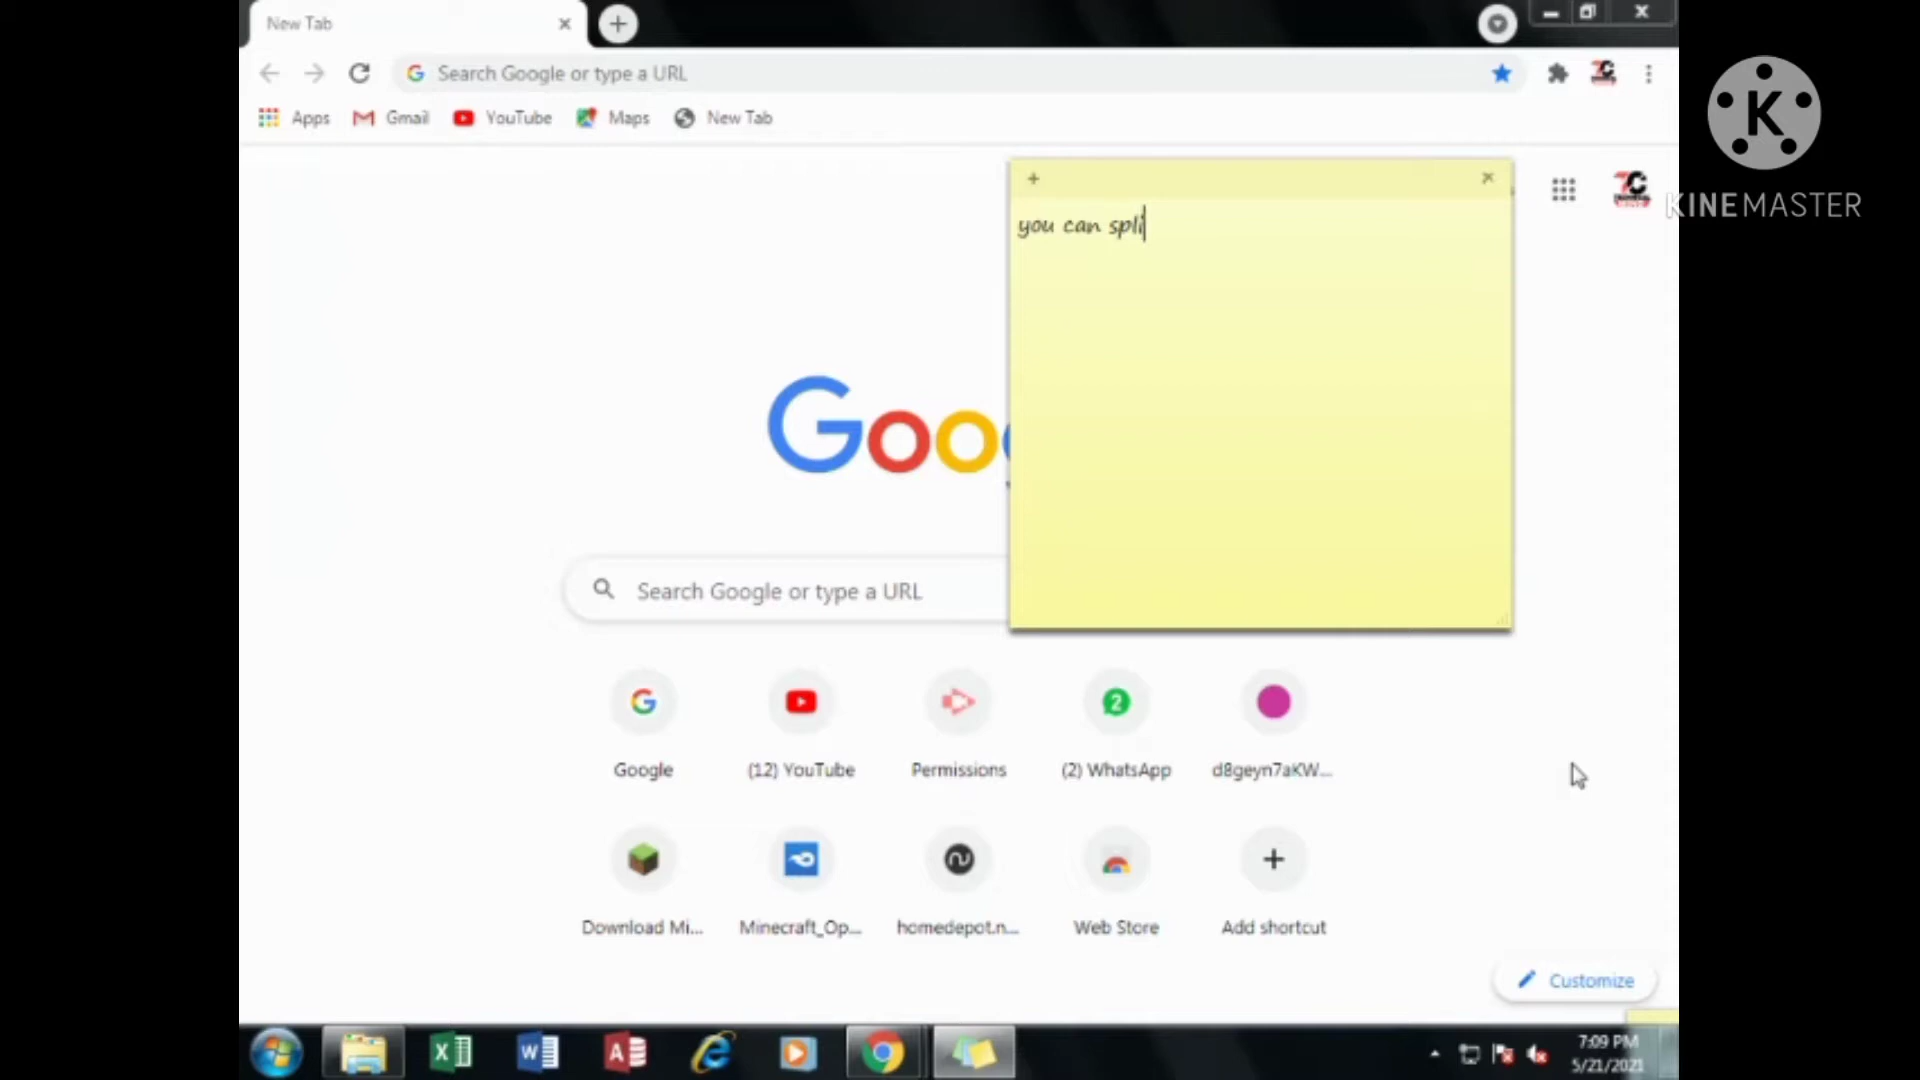 New Tab
Search Google or type a URL
Apps Gmail YouTube Maps New Tab
K
KINEMASTER
you can spli
Goo
Search Google or type a URL
Google (12) YouTube Permissions (2) WhatsApp d8geyn7aKW...
Download Mi... Minecraft_Op... homedepot.n... Web Store Add shortcut
Customize
7:09 PM
5/21/2021